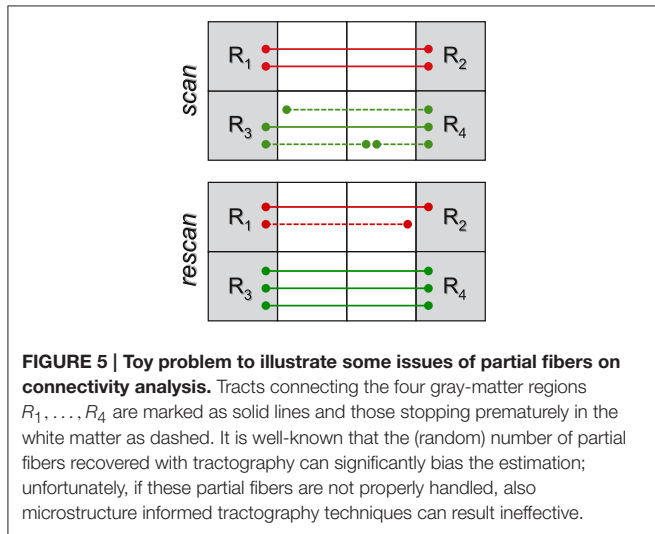 scan
R1 R2
R3 R4
rescan
R1 R2
R3 R4
FIGURE 5 | Toy problem to illustrate some issues of partial fibers on
connectivity analysis. Tracts connecting the four gray-matter regions
R1, . . . , R4 are marked as solid lines and those stopping prematurely in the
white matter as dashed. It is well-known that the (random) number of partial
fibers recovered with tractography can significantly bias the estimation;
unfortunately, if these partial fibers are not properly handled, also
microstructure informed tractography techniques can result ineffective.